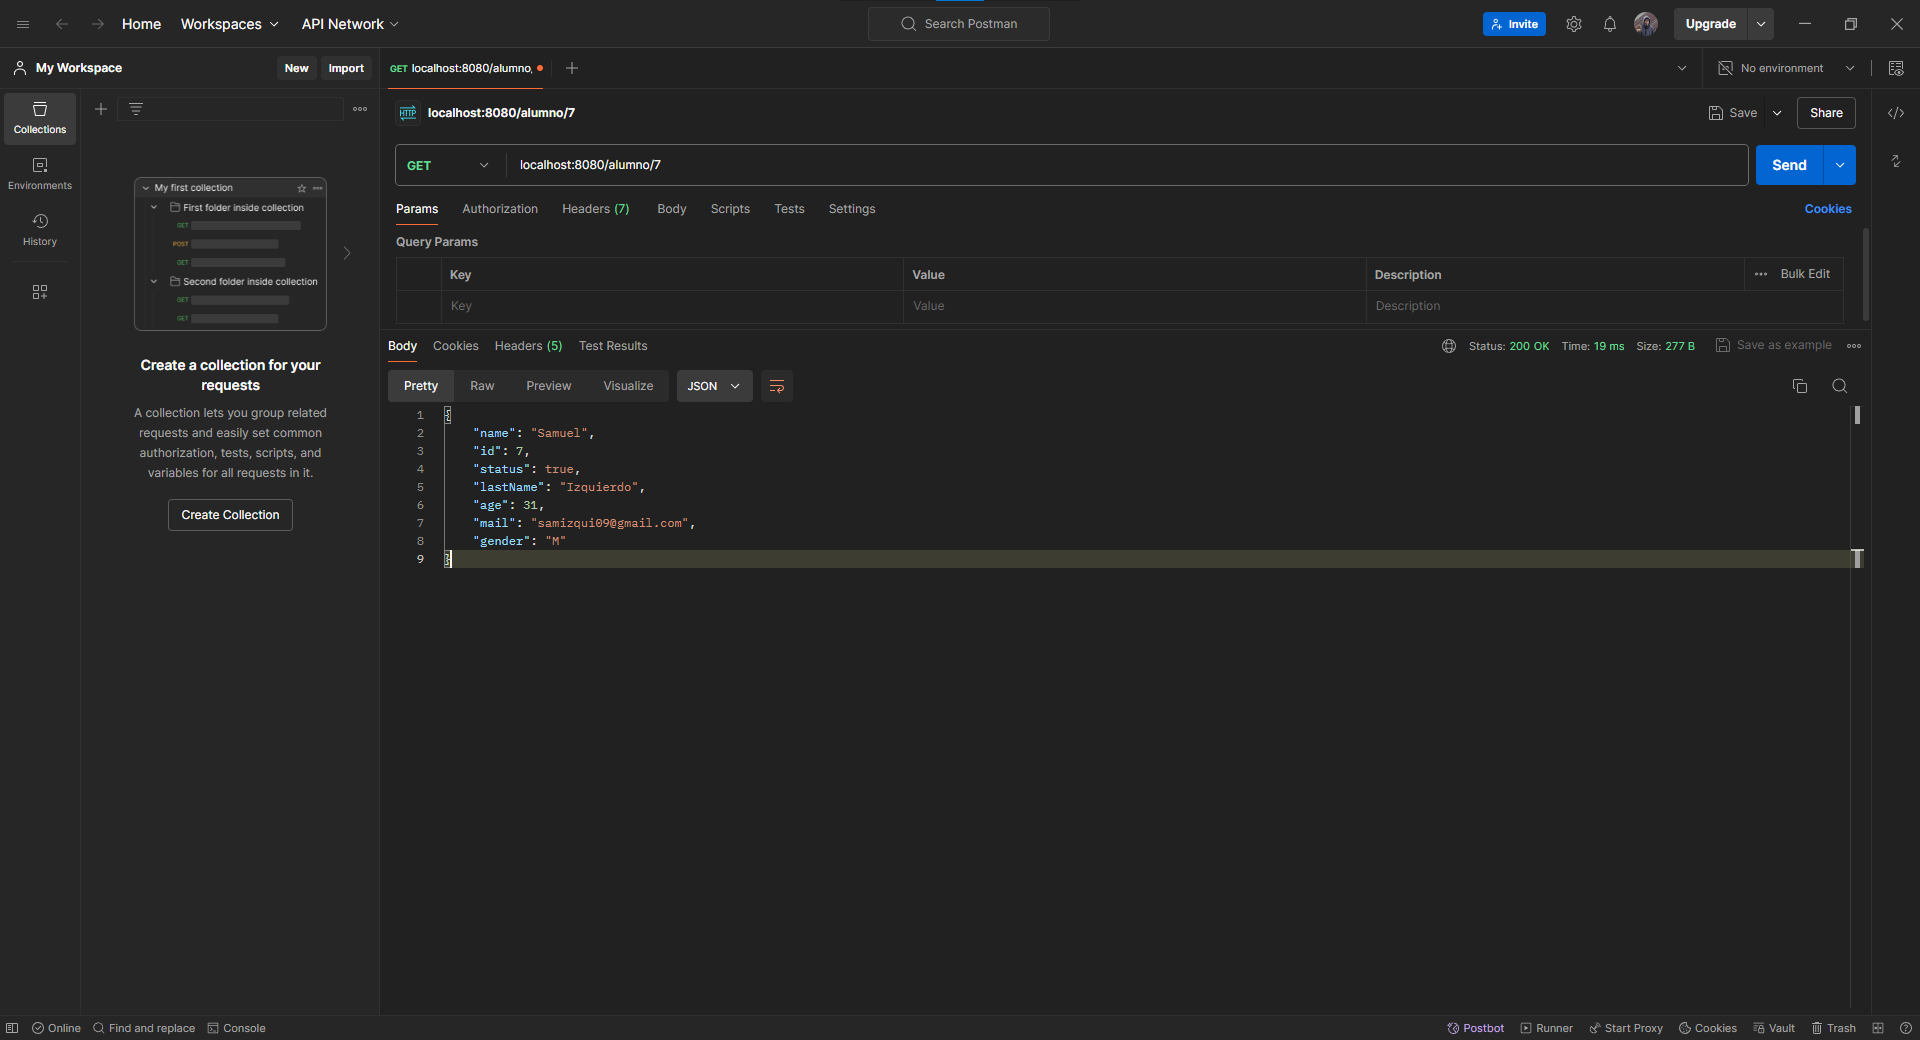 Home Workspaces API Network Search Postman Invite Upgrade
My Workspace New Import GET localhost:8080/alumno, No environment
Collections
Environments
History
My first collection
First folder inside collection
GET
POST
GET
Second folder inside collection
GET
GET
Create a collection for your
requests
A collection lets you group related
requests and easily set common
authorization, tests, scripts, and
variables for all requests in it.
Create Collection
HTTP localhost:8080/alumno/7 Save Share
GET localhost:8080/alumno/7 Send
Params Authorization Headers (7) Body Scripts Tests Settings Cookies
Query Params
Key Value Description Bulk Edit
Key Value Description
Body Cookies Headers (5) Test Results Status: 200 OK Time: 19 ms Size: 277 B Save as example
Pretty Raw Preview Visualize JSON
1 {
2 "name": "Samuel",
3 "id": 7,
4 "status": true,
5 "lastName": "Izquierdo",
6 "age": 31,
7 "mail": "samizqui09@gmail.com",
8 "gender": "M"
9 }
Online Find and replace Console Postbot Runner Start Proxy Cookies Vault Trash